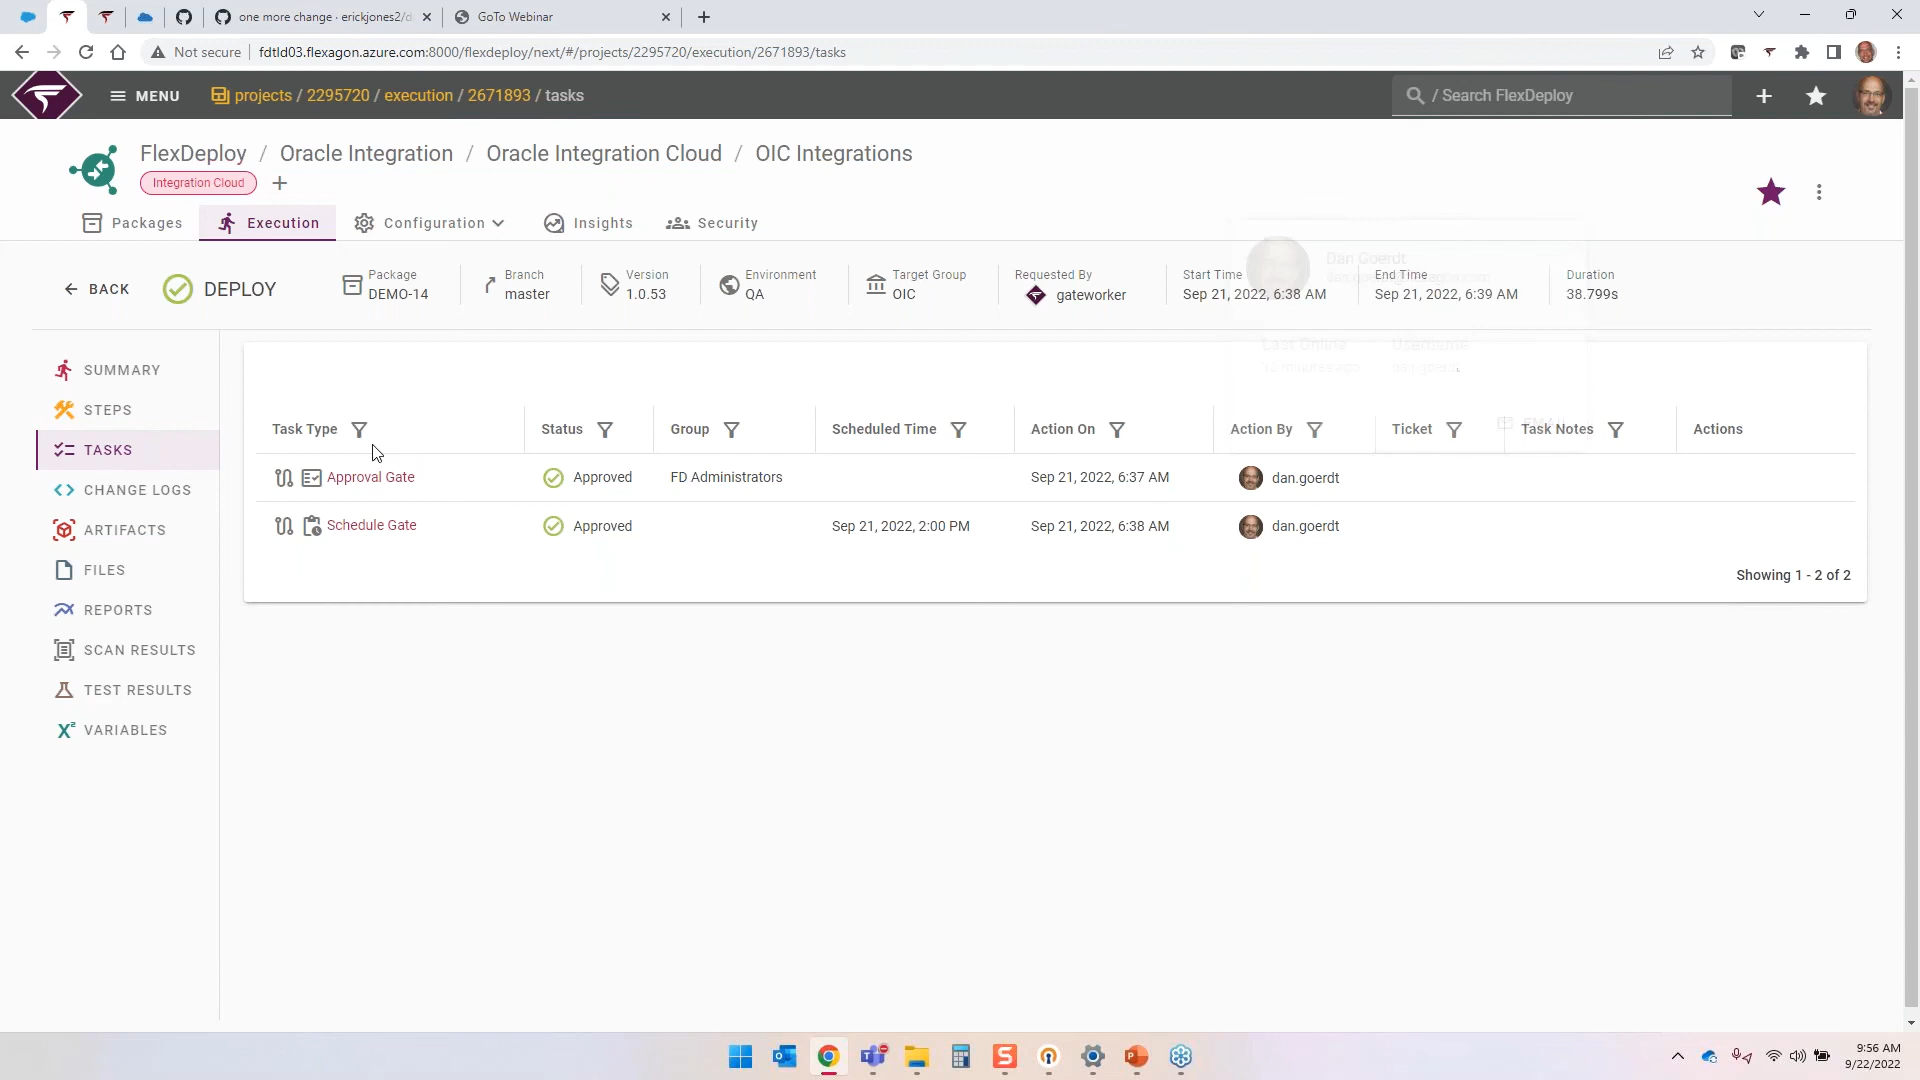 one more change · erickjones2/d
GoTo Webinar
Not secure
fdtld03.flexagon.azure.com:8000/flexdeploy/next/#/projects/2295720/execution/2671893/tasks
MENU
projects / 2295720 / execution / 2671893 / tasks
/ Search FlexDeploy
FlexDeploy / Oracle Integration / Oracle Integration Cloud / OIC Integrations
Integration Cloud
Packages
Execution
Configuration
Insights
Security
BACK
DEPLOY
Package
DEMO-14
Branch
master
Version
1.0.53
Environment
QA
Target Group
OIC
Requested By
gateworker
Start Time
Sep 21, 2022, 6:38 AM
End Time
Sep 21, 2022, 6:39 AM
Duration
38.799s
Dan Goerdt
Last Online
Username
SUMMARY
STEPS
TASKS
CHANGE LOGS
ARTIFACTS
FILES
REPORTS
SCAN RESULTS
TEST RESULTS
VARIABLES
Task Type
Status
Group
Scheduled Time
Action On
Action By
Ticket
Task Notes
Actions
Approval Gate
Approved
FD Administrators
Sep 21, 2022, 6:37 AM
dan.goerdt
Schedule Gate
Approved
Sep 21, 2022, 2:00 PM
Sep 21, 2022, 6:38 AM
dan.goerdt
Showing 1 - 2 of 2
9:56 AM
9/22/2022